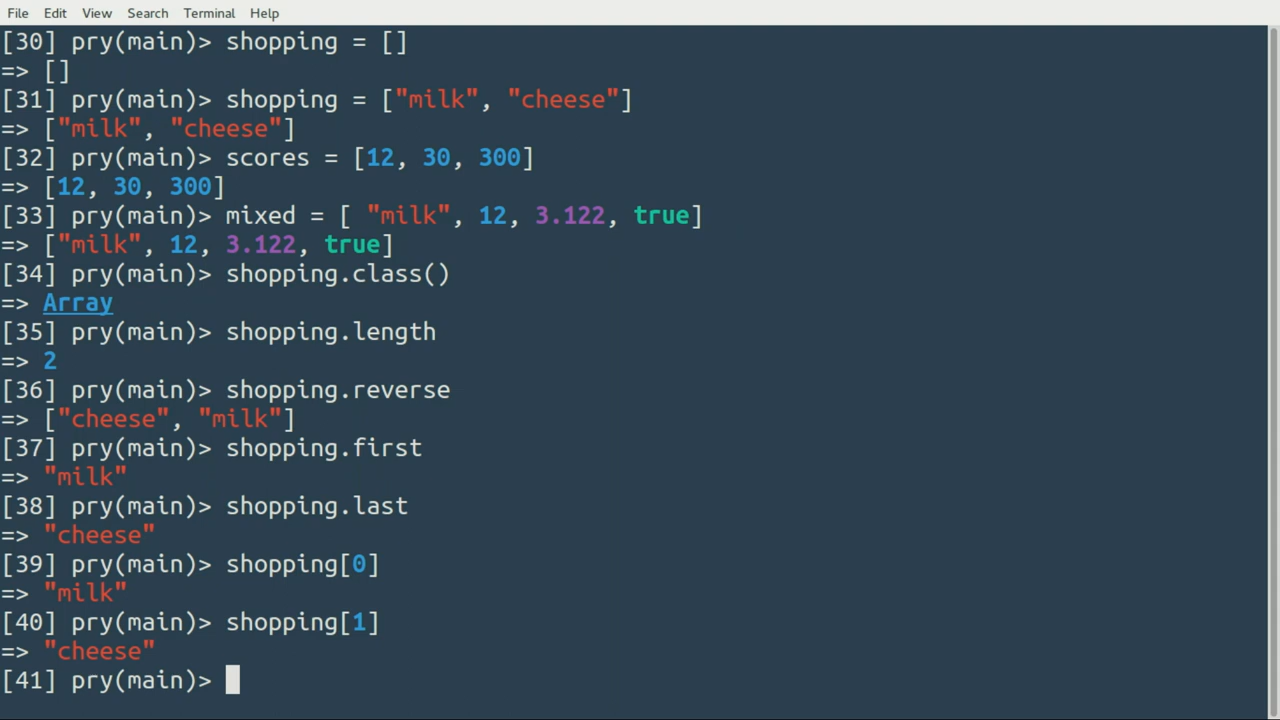 File Edit View Search Terminal Help
[30] pry(main)> shopping = []
=> []
[31] pry(main)> shopping = ["milk", "cheese"]
=> ["milk", "cheese"]
[32] pry(main)> scores = [12, 30, 300]
=> [12, 30, 300]
[33] pry(main)> mixed = [ "milk", 12, 3.122, true]
=> ["milk", 12, 3.122, true]
[34] pry(main)> shopping.class()
=> Array
[35] pry(main)> shopping.length
=> 2
[36] pry(main)> shopping.reverse
=> ["cheese", "milk"]
[37] pry(main)> shopping.first
=> "milk"
[38] pry(main)> shopping.last
=> "cheese"
[39] pry(main)> shopping[0]
=> "milk"
[40] pry(main)> shopping[1]
=> "cheese"
[41] pry(main)>